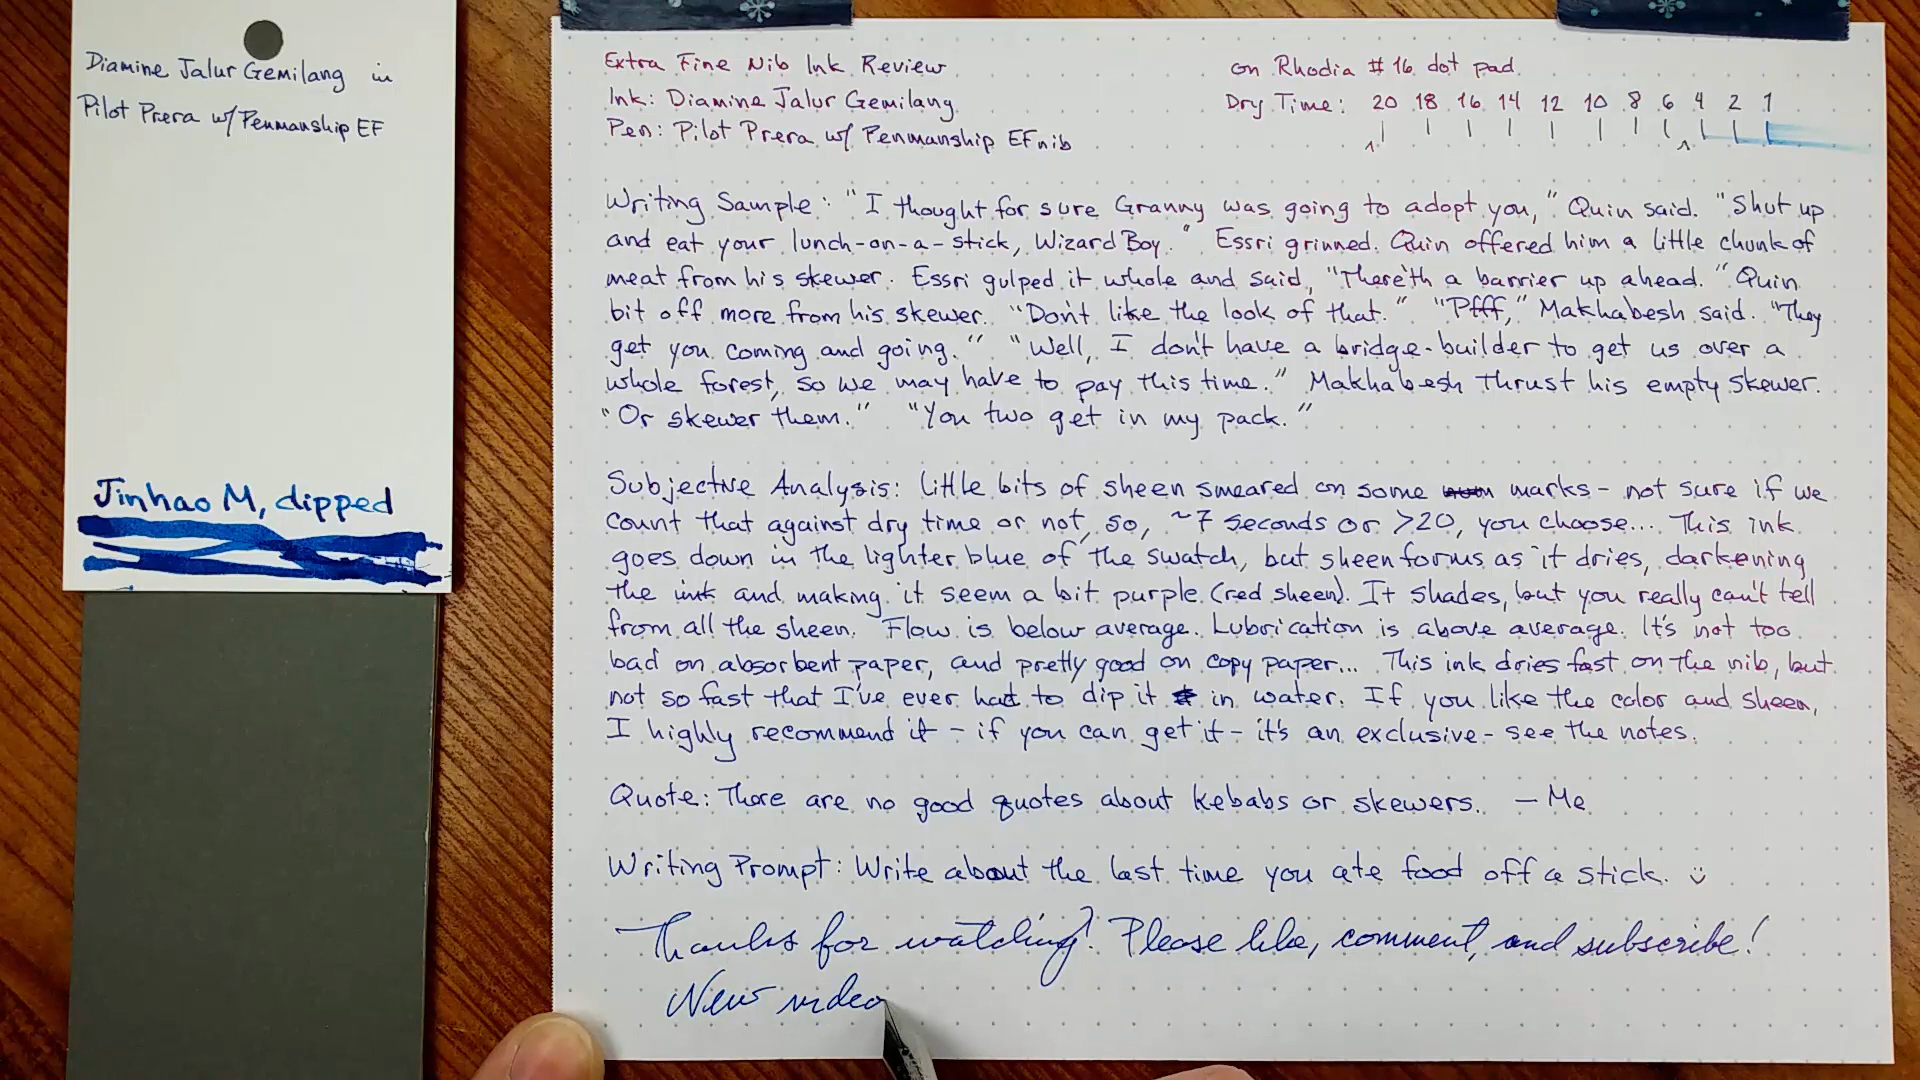 Diamine Jalur Gemilang in
Pilot Prera w/ Penmanship EF
Jinhao M, dipped
Extra Fine Nib Ink Review
Ink: Diamine Jalur Gemilang
Pen: Pilot Prera w/ Penmanship EF nib
on Rhodia #16 dot pad
Dry Time: 20 18 16 14 12 10 8 6 4 2 1
Writing Sample: "I thought for sure Granny was going to adopt you," Quin said. "Shut up
and eat your lunch-on-a-stick, Wizard Boy." Essri grinned. Quin offered him a little chunk of
meat from his skewer. Essri gulped it whole and said, "There'th a barrier up ahead." Quin
bit off more from his skewer. "Don't like the look of that." "Pffff," Makhabesh said. "They
get you coming and going." "Well, I don't have a bridge-builder to get us over a
whole forest, so we may have to pay this time." Makhabesh thrust his empty skewer.
"Or skewer them." "You two get in my pack."
Subjective Analysis: Little bits of sheen smeared on some marks - not sure if we
count that against dry time or not, so, ~7 seconds or >20, you choose... This ink
goes down in the lighter blue of the swatch, but sheen forms as it dries, darkening
the ink and making it seem a bit purple (red sheen). It shades, but you really can't tell
from all the sheen. Flow is below average. Lubrication is above average. It's not too
bad on absorbent paper, and pretty good on copy paper... This ink dries fast on the nib, but
not so fast that I've ever had to dip it in water. If you like the color and sheen,
I highly recommend it - if you can get it - it's an exclusive - see the notes.
Quote: There are no good quotes about kebabs or skewers. - Me
Writing Prompt: Write about the last time you ate food off a stick. ü
Thanks for watching! Please like, comment, and subscribe!
New video